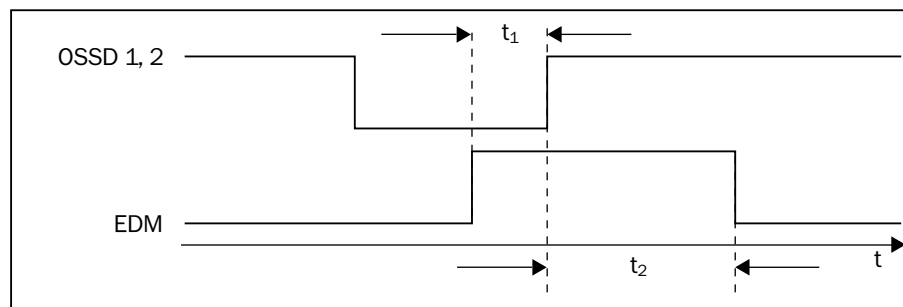 t₁
OSSD 1, 2
EDM
t
t₂